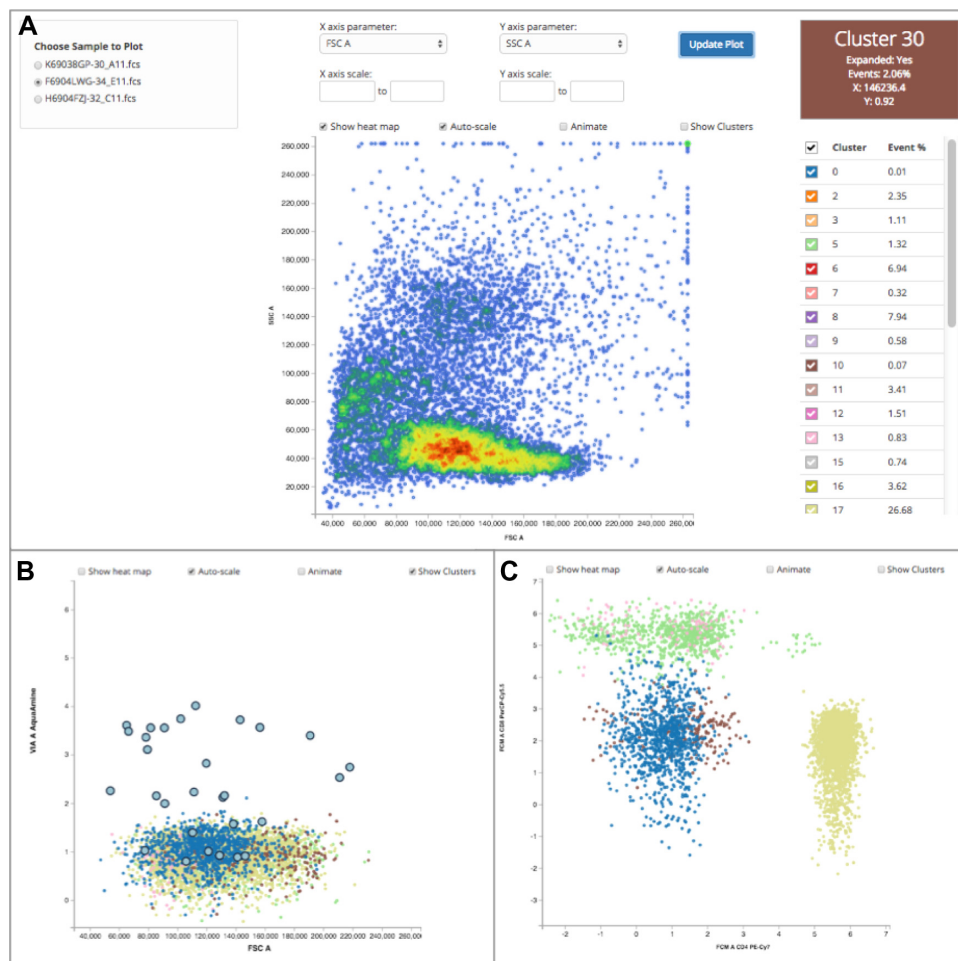 A
Choose Sample to Plot
K69038GP-30_A11.fcs
F6904LWG-34_E11.fcs
H6904FZJ-32_C11.fcs
X axis parameter:
FSC A
Y axis parameter:
SSC A
Update Plot
X axis scale:
to
Y axis scale:
to
Show heat map
Auto-scale
Animate
Show Clusters
Cluster 30
Expanded: Yes
Events: 2.06%
X: 146236.4
Y: 0.92
Cluster Event %
0 0.01
2 2.35
3 1.11
5 1.32
6 6.94
7 0.32
8 7.94
9 0.58
10 0.07
11 3.41
12 1.51
13 0.83
15 0.74
16 3.62
17 26.68
260,000
240,000
220,000
200,000
180,000
160,000
140,000
120,000
100,000
80,000
60,000
40,000
20,000
SSC A
40,000 60,000 80,000 100,000 120,000 140,000 160,000 180,000 200,000 220,000 240,000 260,000
FSC A
B
Show heat map
Auto-scale
Animate
Show Clusters
6
5
4
3
2
1
0
VIA A AquaAmine
40,000 60,000 80,000 100,000 120,000 140,000 160,000 180,000 200,000 220,000 240,000 260,000
FSC A
C
Show heat map
Auto-scale
Animate
Show Clusters
7
6
5
4
3
2
1
0
-1
-2
-3
FCM A CD8 PerCP-Cy5.5
-2 -1 0 1 2 3 4 5 6 7
FCM A CD4 PE-Cy7